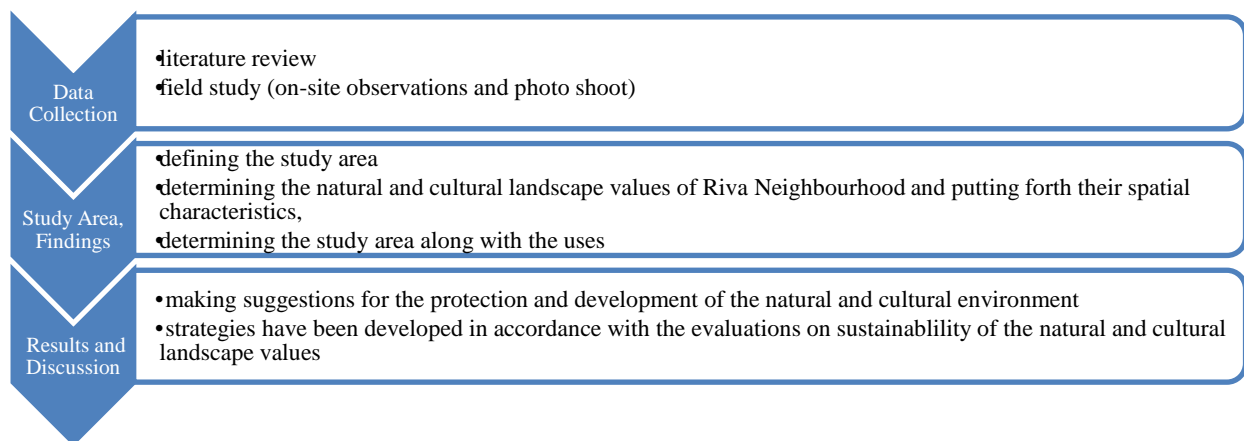 Data
Collection
•literature review
•field study (on-site observations and photo shoot)
Study Area,
Findings
•defining the study area
•determining the natural and cultural landscape values of Riva Neighbourhood and putting forth their spatial
characteristics,
•determining the study area along with the uses
Results and
Discussion
•making suggestions for the protection and development of the natural and cultural environment
•strategies have been developed in accordance with the evaluations on sustainablility of the natural and cultural
landscape values